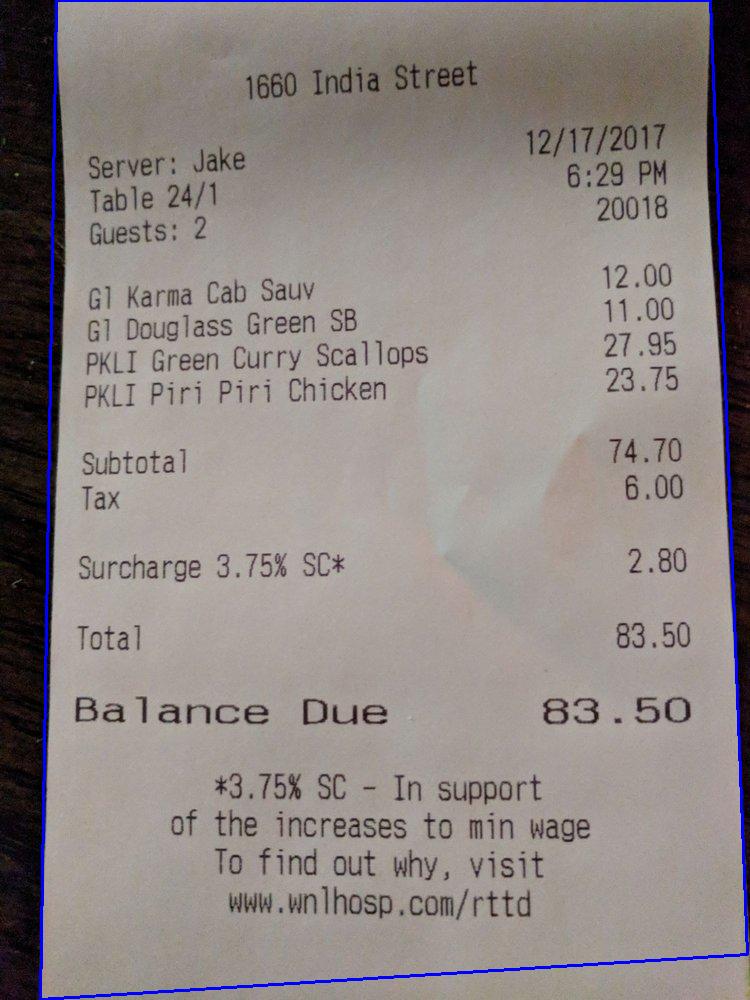 1660 India Street
Server: Jake 12/17/2017
Table 24/1 6:29 PM
Guests: 2 20018
Gl Karma Cab Sauv 12.00
Gl Douglass Green SB 11.00
PKLI Green Curry Scallops 27.95
PKLI Piri Piri Chicken 23.75
Subtotal 74.70
Tax 6.00
Surcharge 3.75% SC* 2.80
Total 83.50
Balance Due 83.50
*3.75% SC - In support
of the increases to min wage
To find out why, visit
www.wnlhosp.com/rttd